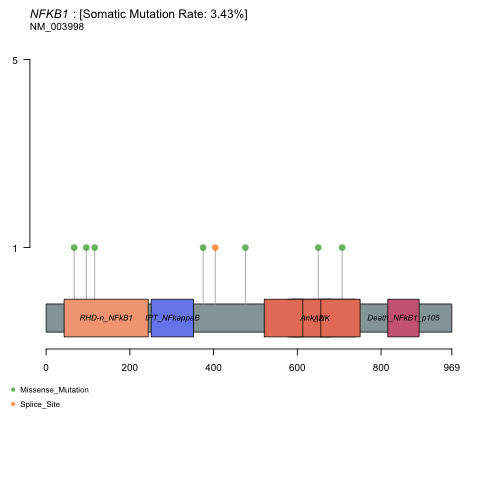 NFKB1 : [Somatic Mutation Rate: 3.43%]
NM_003998
5
1
RHD-n_NFkB1
IPT_NFkappaB
Death_NFkB1_p105
0
200
400
600
800
969
Missense_Mutation
Splice_Site